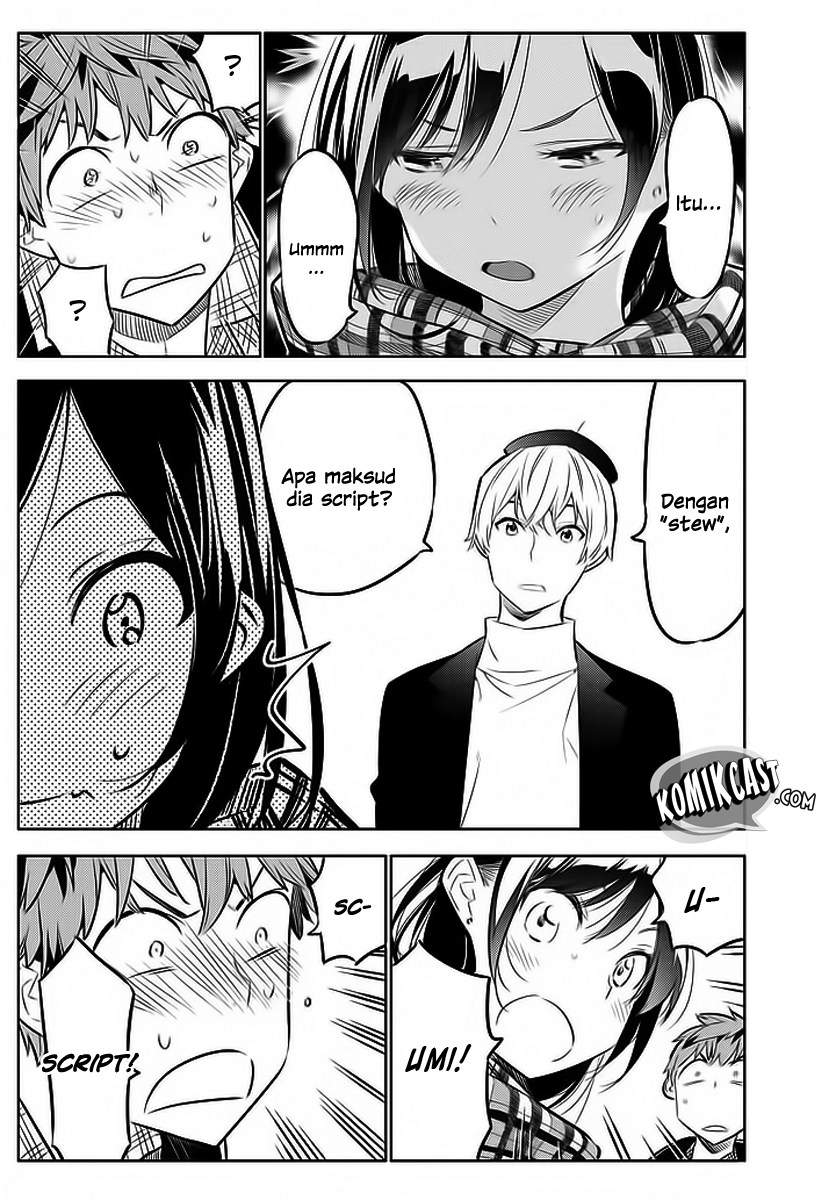 Itu...
Ummm
...
?
?
Dengan
"stew",
Apa maksud
dia script?
KOMIKCAST.COM
U-
UMI!
SC-
SCRIPT!